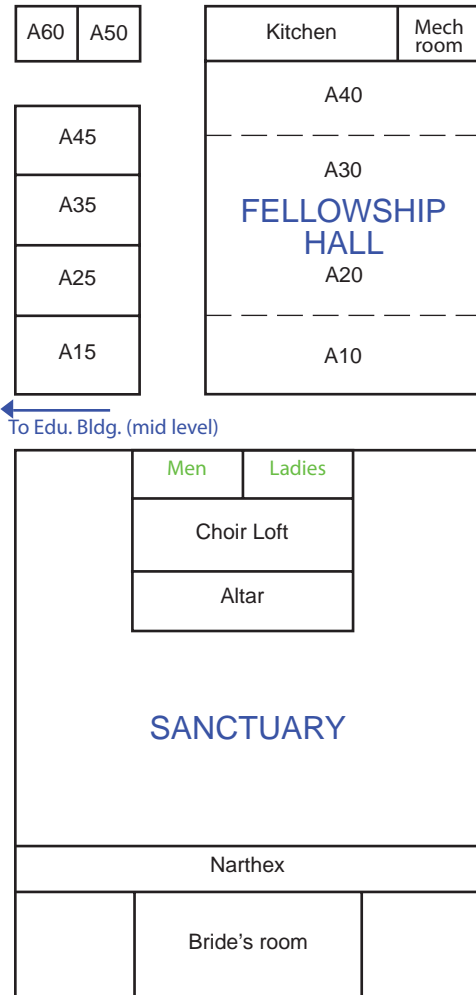 A60 A50
Kitchen
Mech
room
A40
A45
A30
A35
FELLOWSHIP
HALL
A25
A20
A15
A10
To Edu. Bldg. (mid level)
Men
Ladies
Choir Loft
Altar
SANCTUARY
Narthex
Bride's room